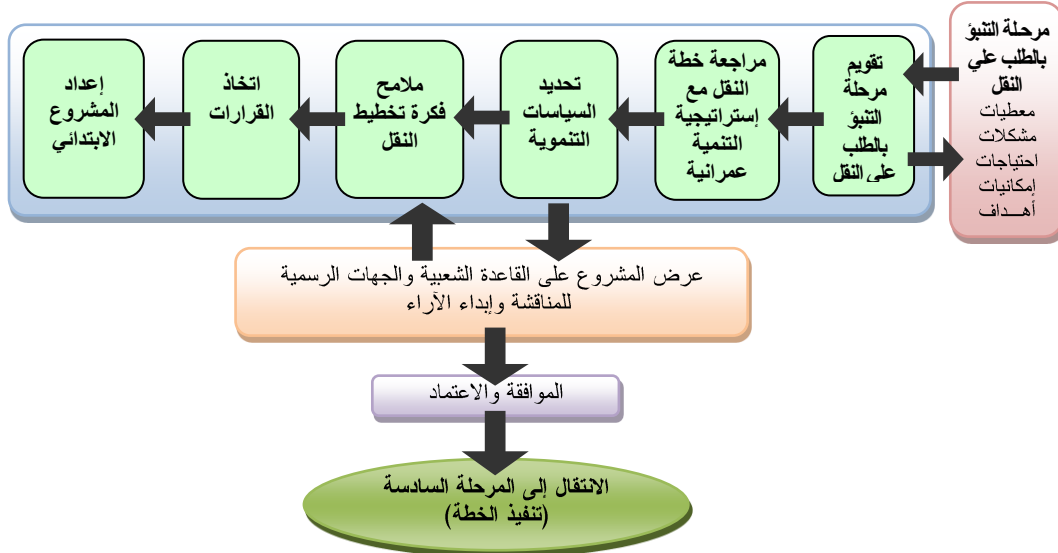 مرحلة التنبؤ
بالطلب علي
النقل
معطيات
مشكلات
احتياجات
إمكانيات
أهـــداف
تقويم
مرحلة
التنبؤ
بالطلب
على النقل
مراجعة خطة
النقل مع
إستراتيجية
التنمية
عمرانية
تحديد
السياسات
التنموية
ملامح
فكرة تخطيط
النقل
اتخاذ
القرارات
إعداد
المشروع
الابتدائي
عرض المشروع على القاعدة الشعبية والجهات الرسمية
للمناقشة وإبداء الآراء
الموافقة والاعتماد
الانتقال إلى المرحلة السادسة
(تنفيذ الخطة)